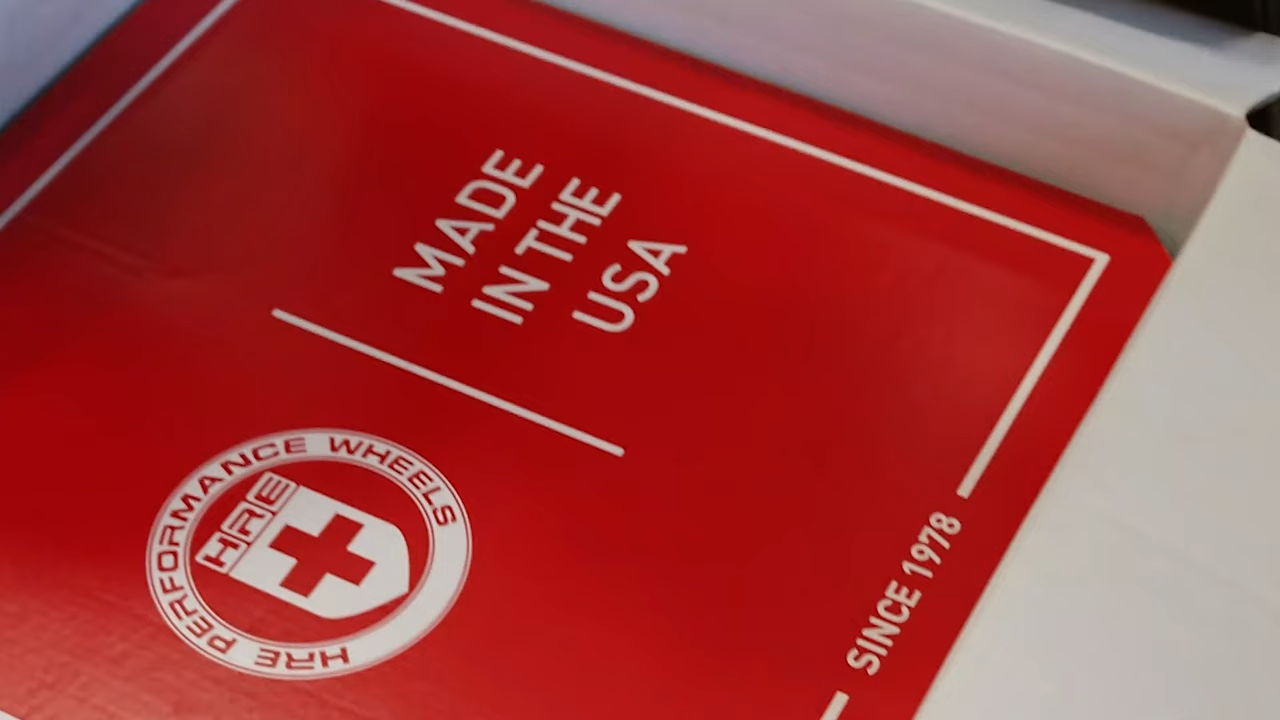 HRE PERFORMANCE WHEELS
HRE
MADE
IN THE
USA
SINCE 1978